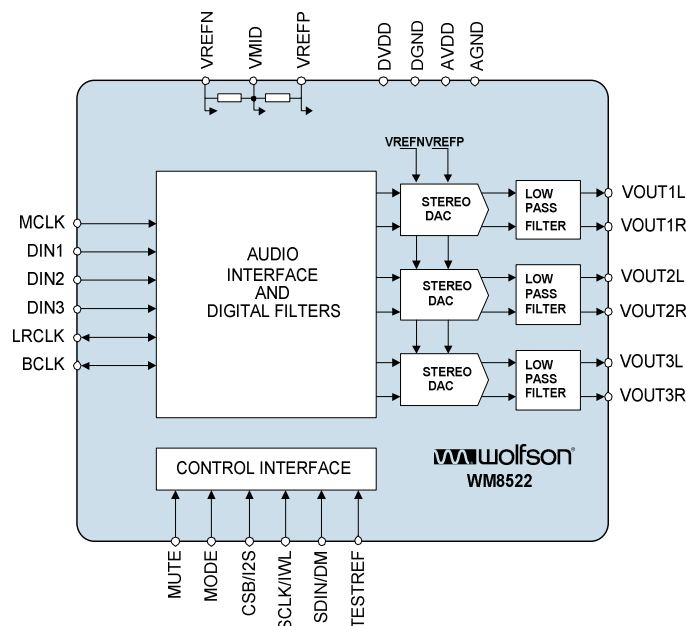 VREFN
VMID
VREFP
DVDD
DGND
AVDD
AGND
VREFNVREFP
MCLK
DIN1
DIN2
DIN3
LRCLK
BCLK
AUDIO
INTERFACE
AND
DIGITAL FILTERS
STEREO
DAC
LOW
PASS
FILTER
VOUT1L
VOUT1R
STEREO
DAC
LOW
PASS
FILTER
VOUT2L
VOUT2R
STEREO
DAC
LOW
PASS
FILTER
VOUT3L
VOUT3R
CONTROL INTERFACE
wolfson
WM8522
MUTE
MODE
CSB/I2S
SCLK/IWL
SDIN/DM
TESTREF